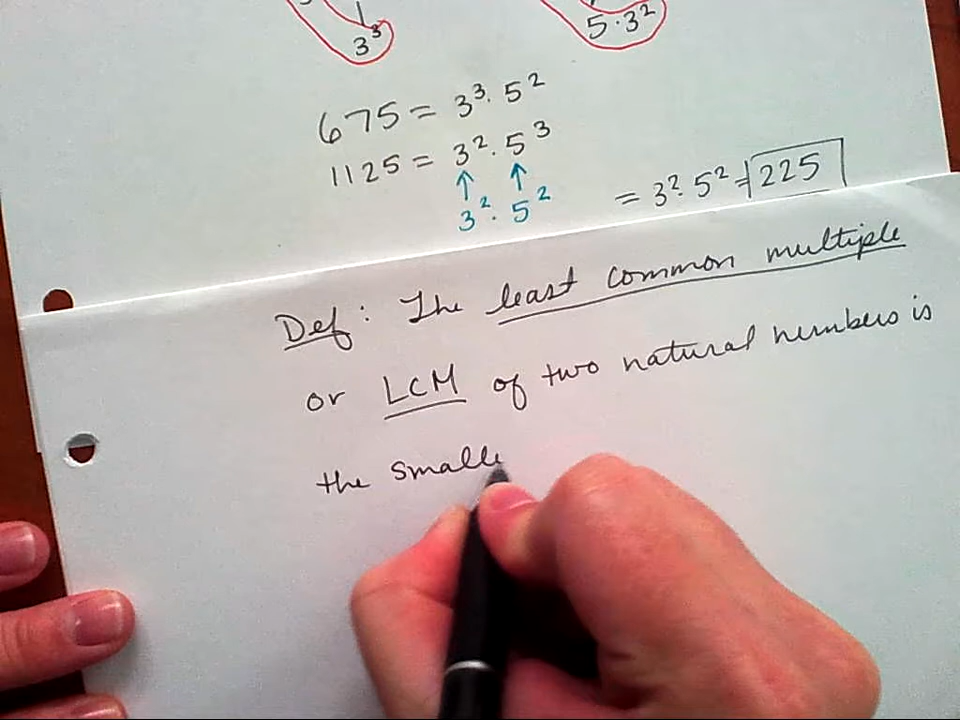 3³
5·3²
675 = 3³·5²
1125 = 3²·5³
3²·5²
= 3²·5² = 225
Def: The least common multiple
or LCM of two natural numbers is
the smalle